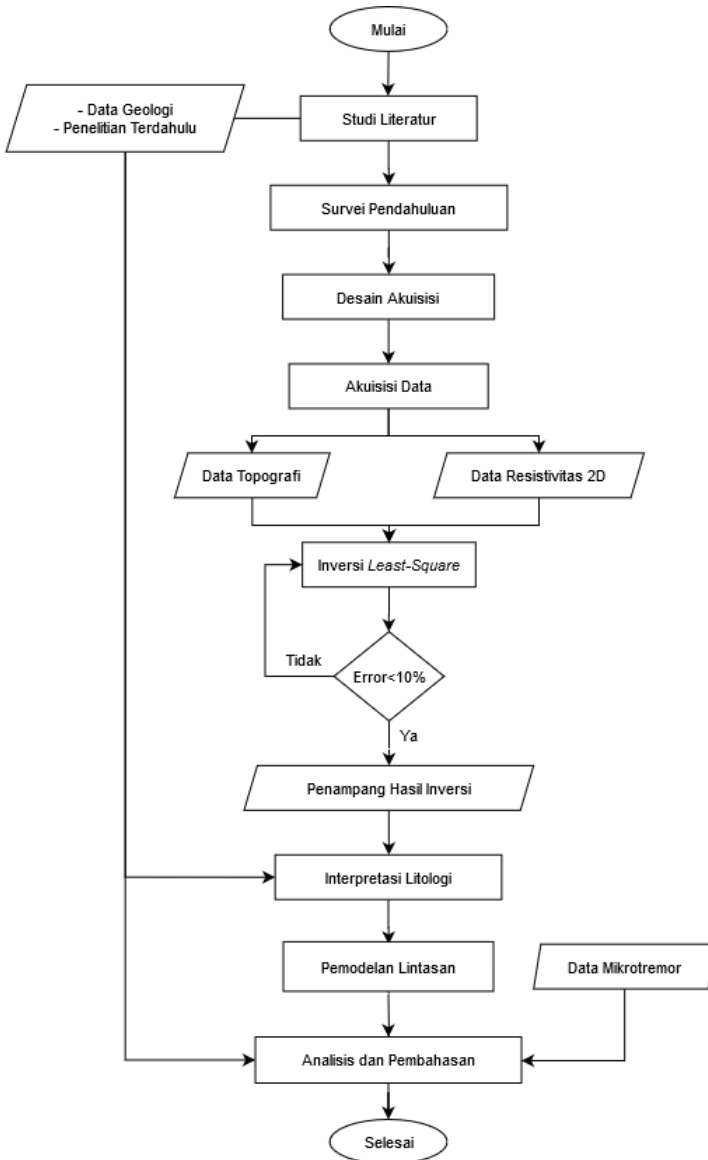 Mulai
- Data Geologi
- Penelitian Terdahulu
Studi Literatur
Survei Pendahuluan
Desain Akuisisi
Akuisisi Data
Data Topografi
Data Resistivitas 2D
Inversi Least-Square
Tidak
Error<10%
Ya
Penampang Hasil Inversi
Interpretasi Litologi
Pemodelan Lintasan
Data Mikrotremor
Analisis dan Pembahasan
Selesai